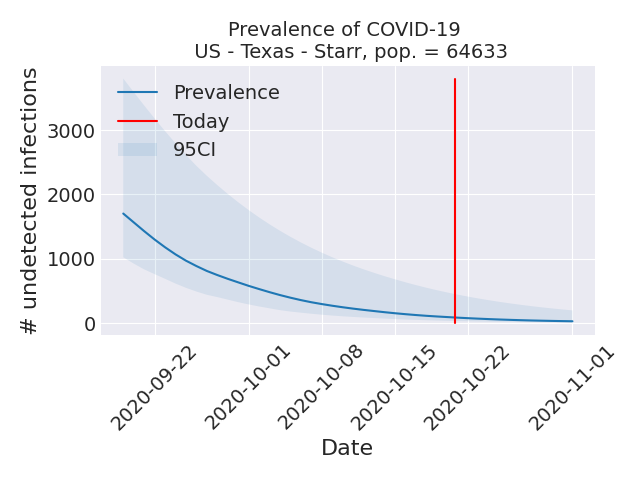 Prevalence of COVID-19
US - Texas - Starr, pop. = 64633
# undetected infections
3000
2000
1000
0
Prevalence
Today
95CI
2020-09-22
2020-10-01
2020-10-08
2020-10-15
2020-10-22
2020-11-01
Date